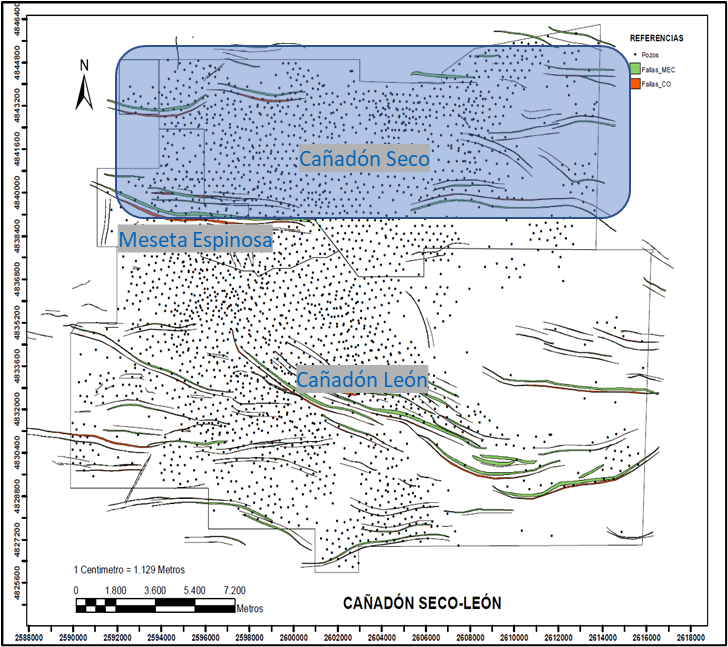 4846400
4844800
4843200
4841600
4840000
4838400
4836800
4835200
4833600
4832000
4830400
4828800
4827200
4825600
N
REFERENCIAS
Pozos
Fallas_MEC
Fallas_CO
Cañadón Seco
Meseta Espinosa
Cañadón León
1 Centimetro = 1.129 Metros
0 1.800 3.600 5.400 7.200
Metros
CAÑADÓN SECO-LEÓN
2588000 2590000 2592000 2594000 2596000 2598000 2600000 2602000 2604000 2606000 2608000 2610000 2612000 2614000 2616000 2618000